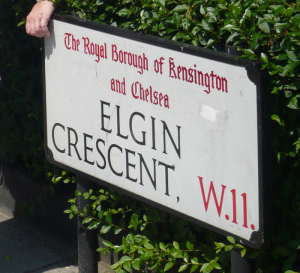 The Royal Borough of Kensington
and Chelsea
ELGIN
CRESCENT, W.11.